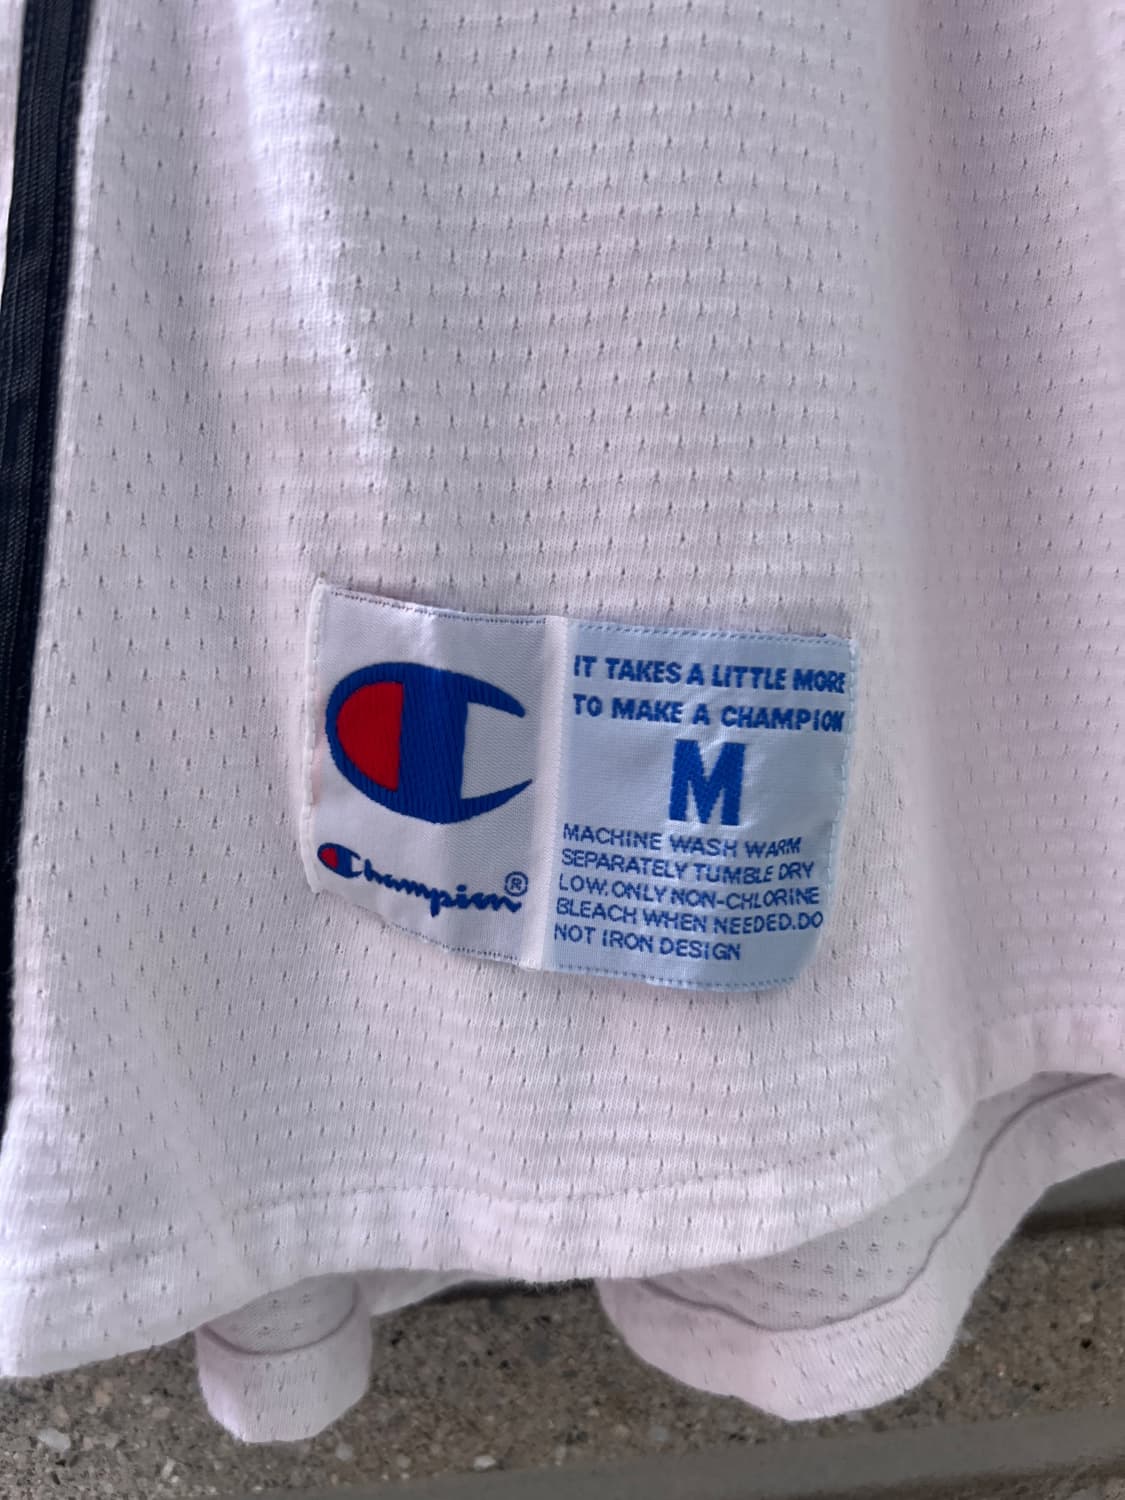 Champion®
IT TAKES A LITTLE MORE
TO MAKE A CHAMPION
M
MACHINE WASH WARM
SEPARATELY TUMBLE DRY
LOW. ONLY NON-CHLORINE
BLEACH WHEN NEEDED.DO
NOT IRON DESIGN